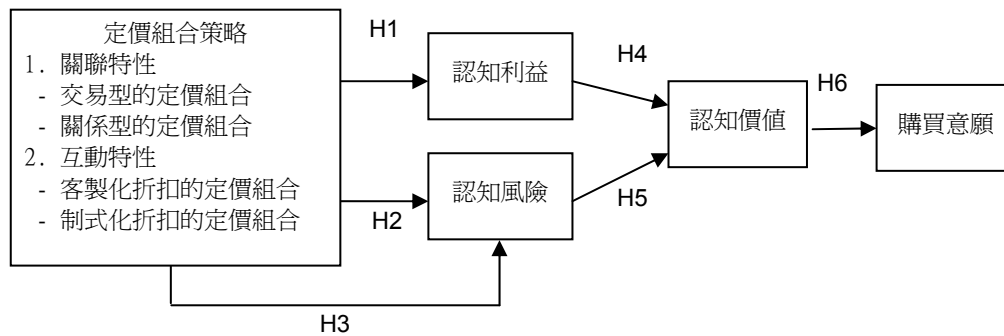 定價組合策略
1. 關聯特性
- 交易型的定價組合
- 關係型的定價組合
2. 互動特性
- 客製化折扣的定價組合
- 制式化折扣的定價組合
H1
認知利益
H4
認知價值
H6
購買意願
H2
認知風險
H5
H3